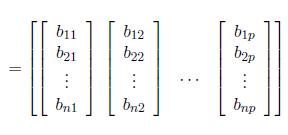 = [ [ b11 ] [ b12 ] [ b1p ] ]
b21 b22 b2p
⋮ ⋮ ⋯ ⋮
bn1 bn2 bnp